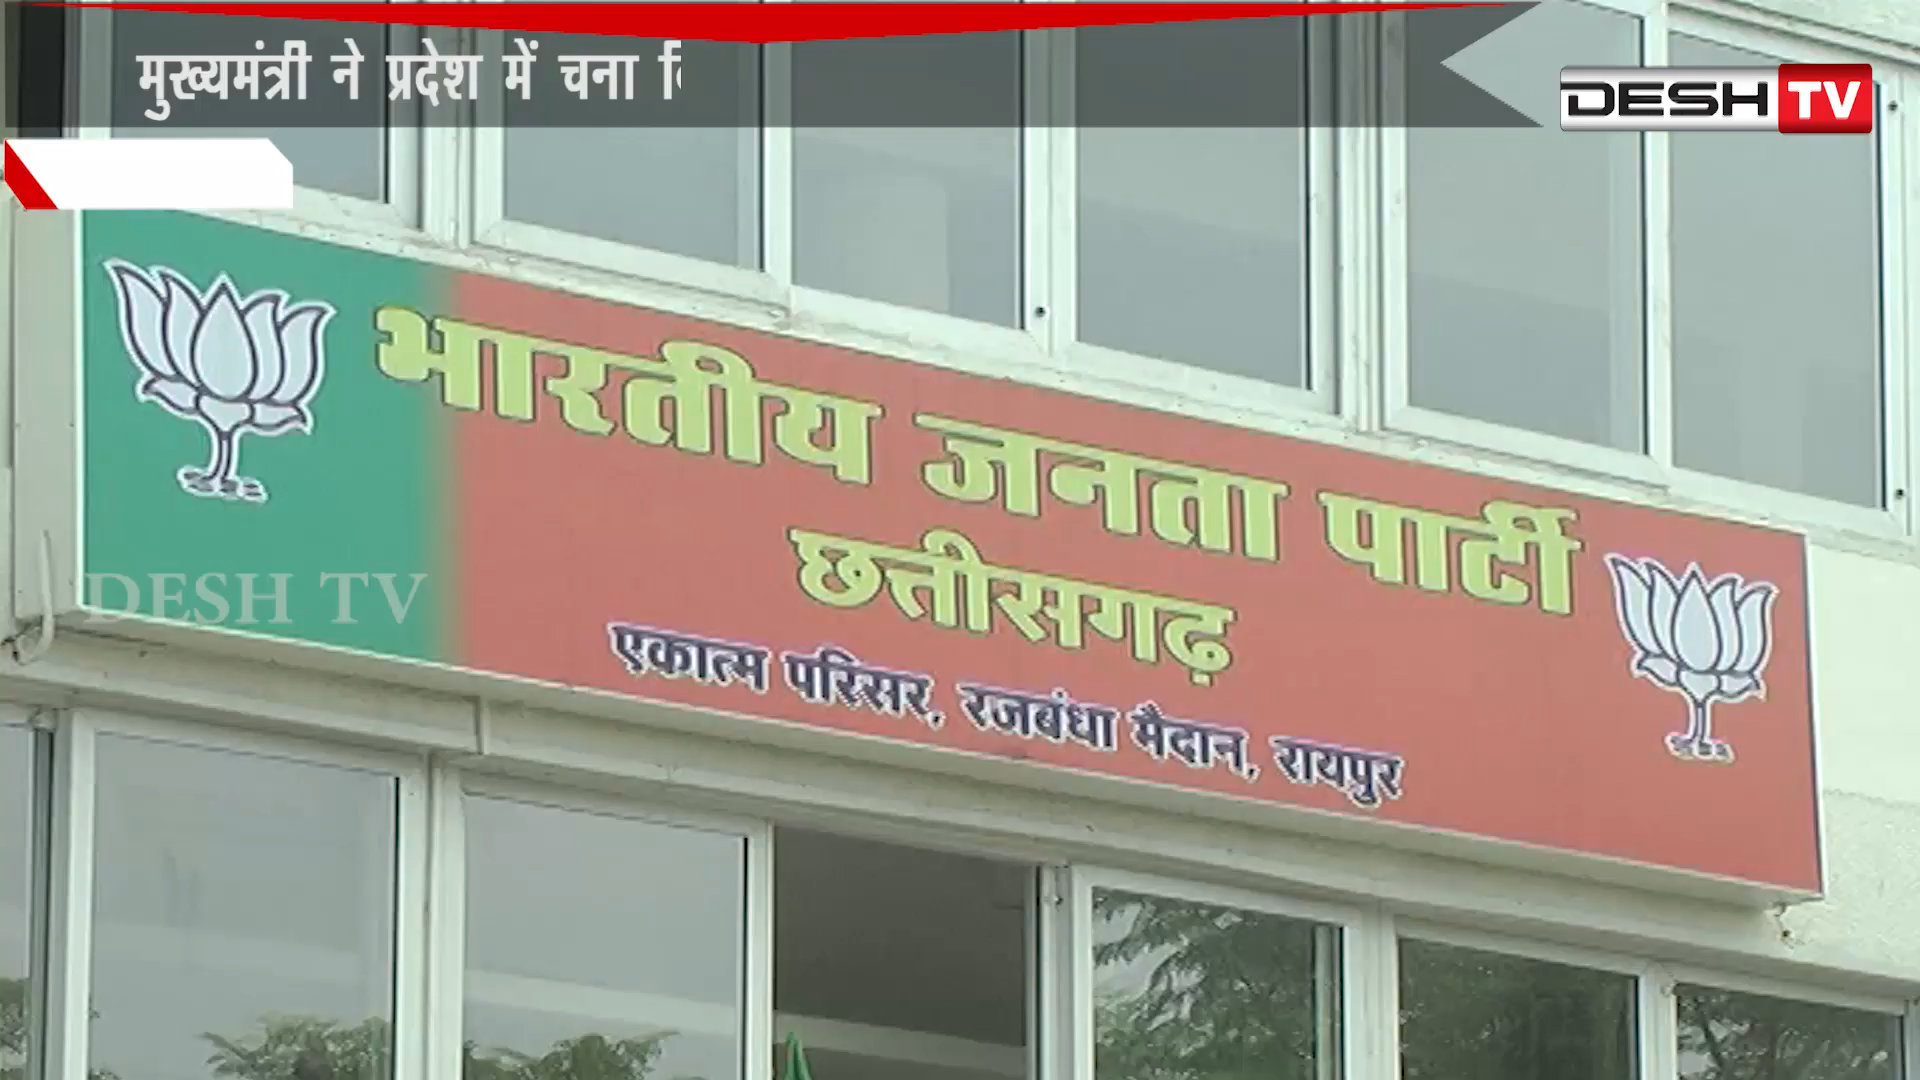 मुख्यमंत्री ने प्रदेश में चना
DESH TV
भारतीय जनता पार्टी
छत्तीसगढ़
DESH TV
एकात्म परिसर, रजबंधा मैदान, रायपुर